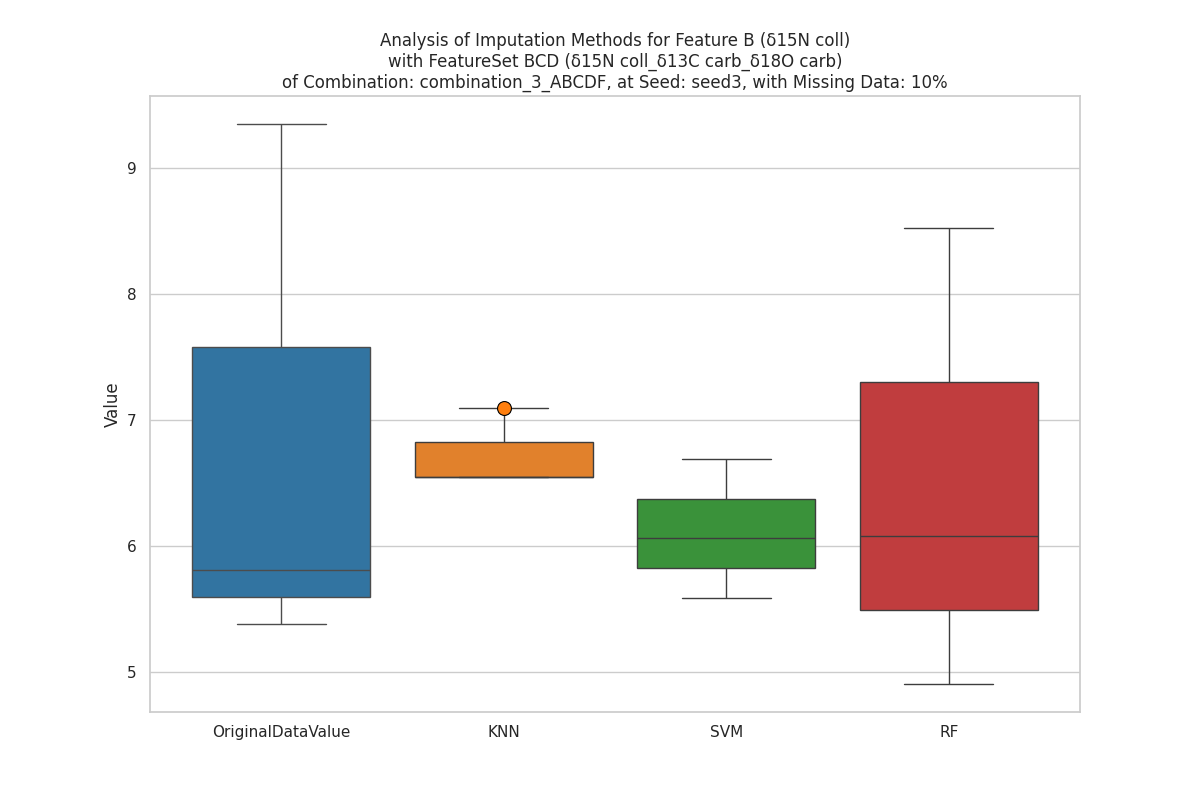 Analysis of Imputation Methods for Feature B (δ15N coll)
with FeatureSet BCD (δ15N coll_δ13C carb_δ18O carb)
of Combination: combination_3_ABCDF, at Seed: seed3, with Missing Data: 10%
9
8
7
6
5
Value
OriginalDataValue KNN SVM RF